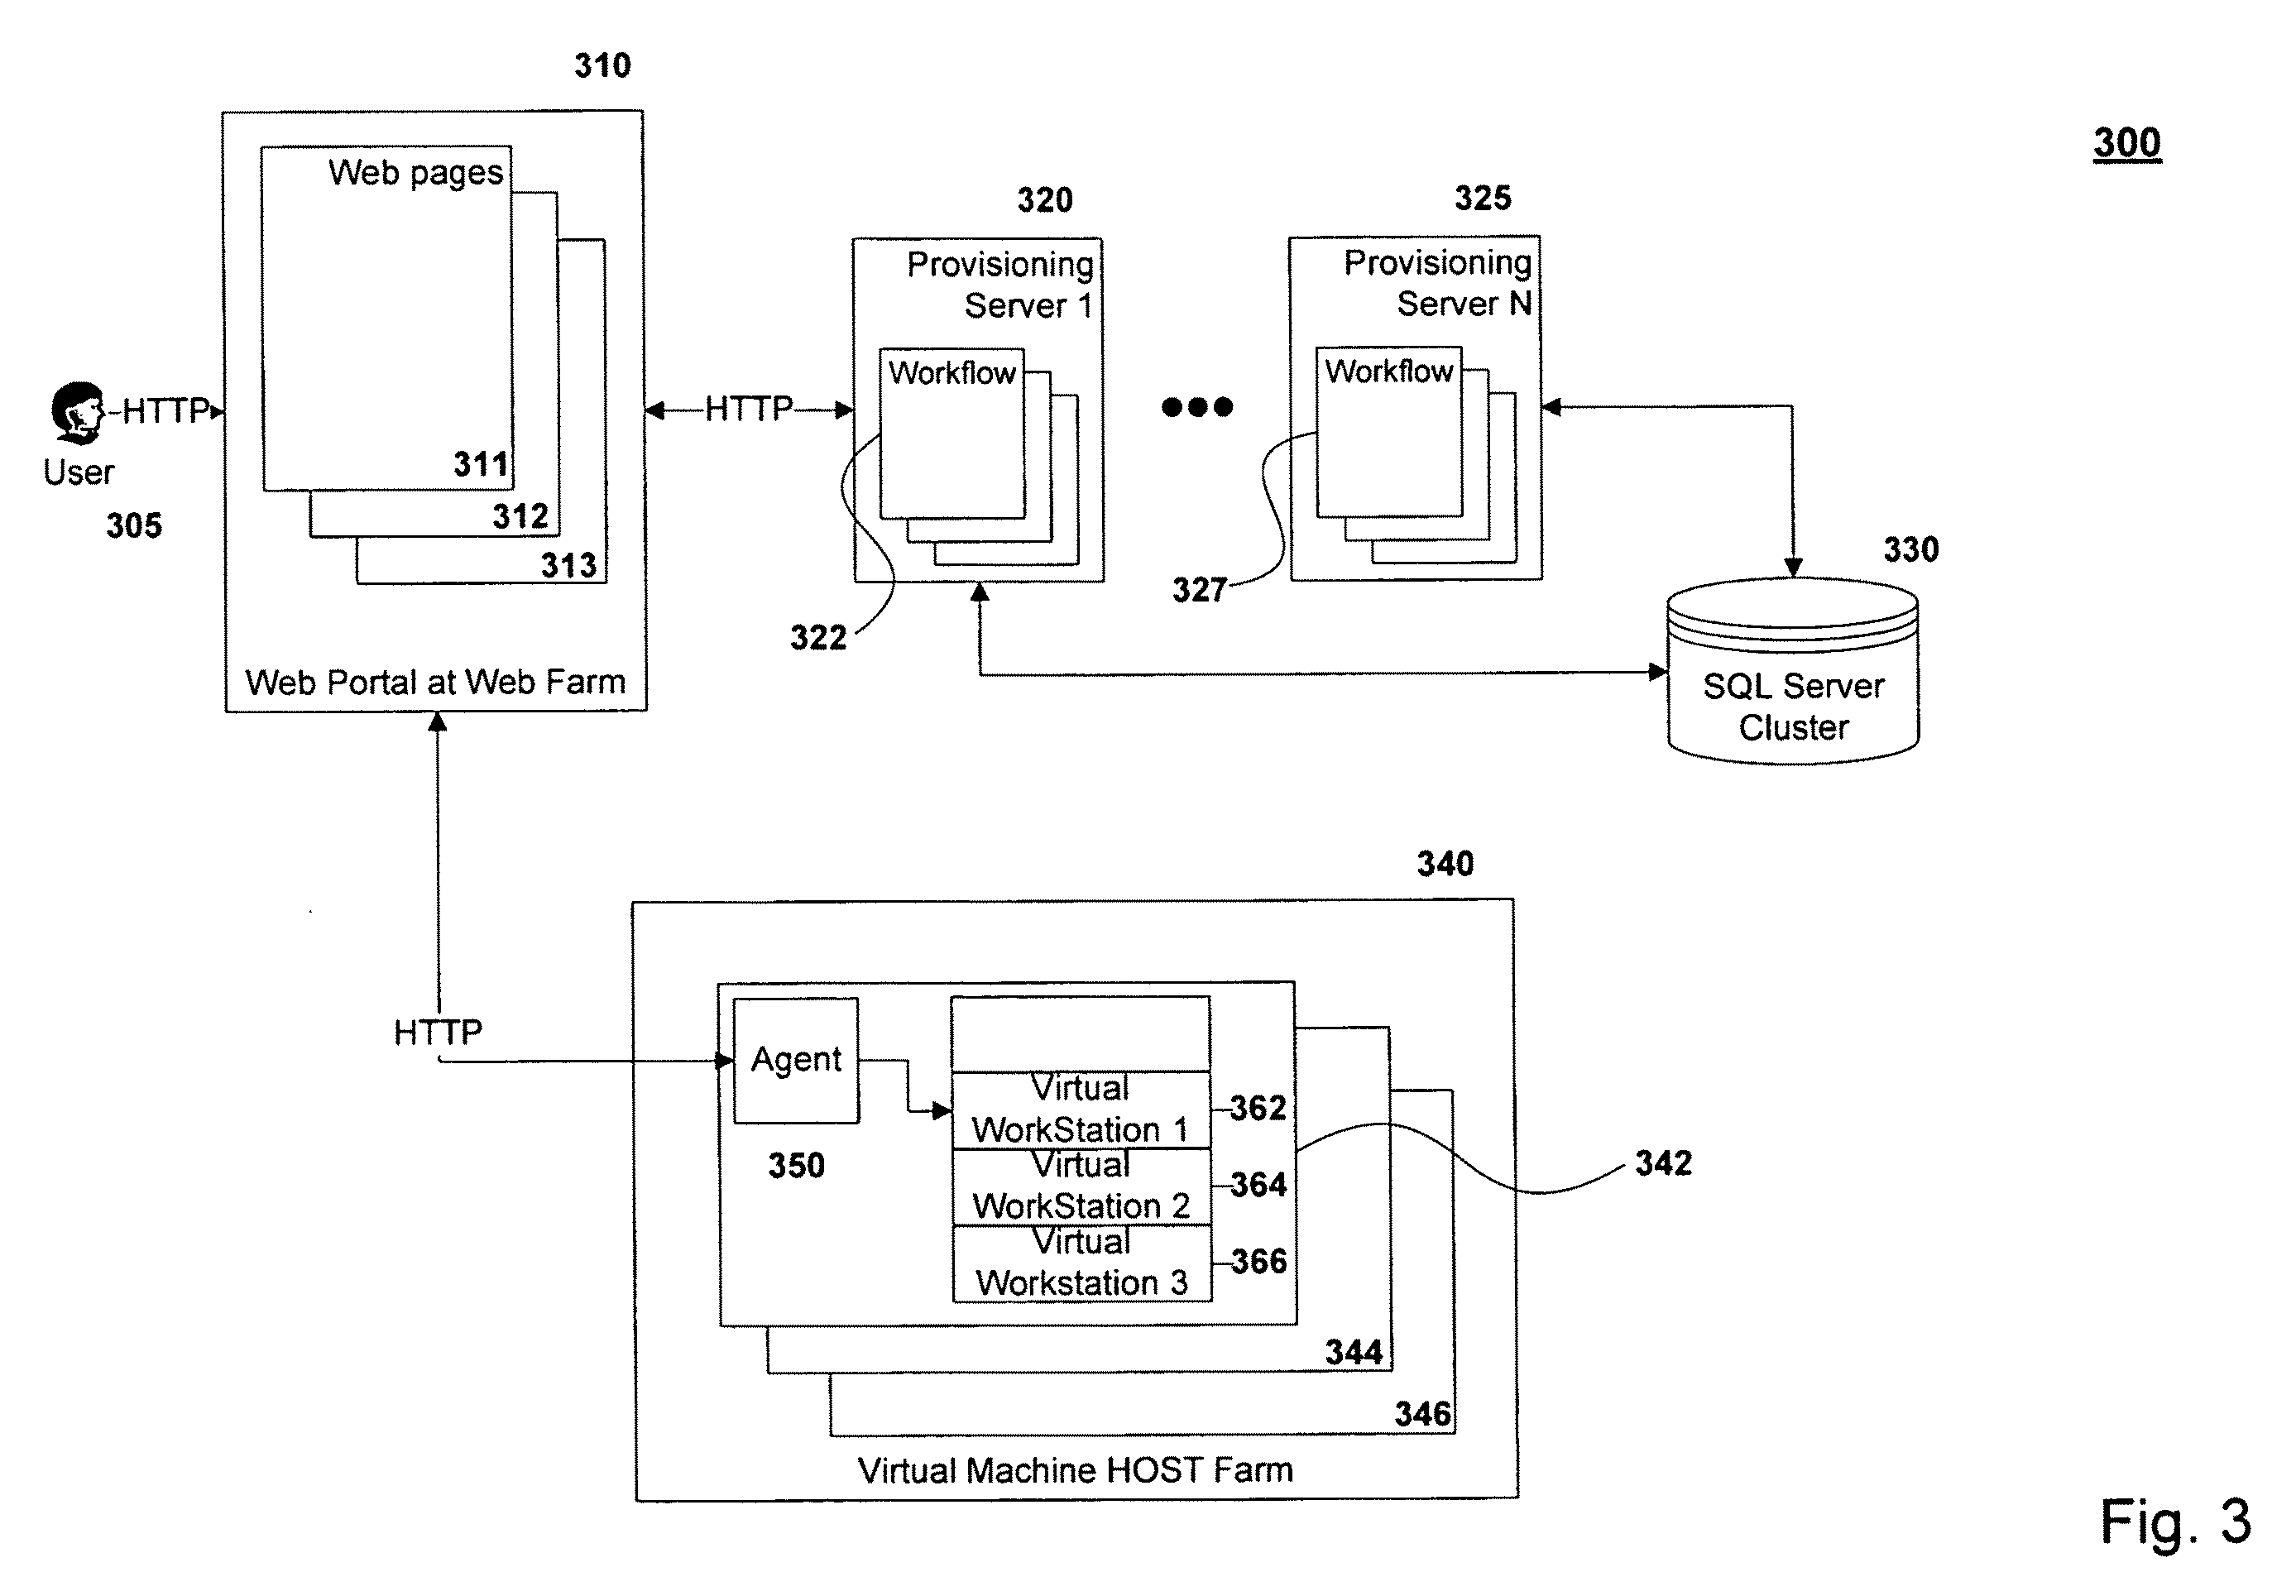 310
300
Web pages
320
325
Provisioning
Server 1
Provisioning
Server N
Workflow
Workflow
HTTP
HTTP
User
311
305
312
313
330
327
322
Web Portal at Web Farm
SQL Server
Cluster
340
HTTP
Agent
Virtual
WorkStation 1
362
350
Virtual
WorkStation 2
364
342
Virtual
Workstation 3
366
344
346
Virtual Machine HOST Farm
Fig. 3